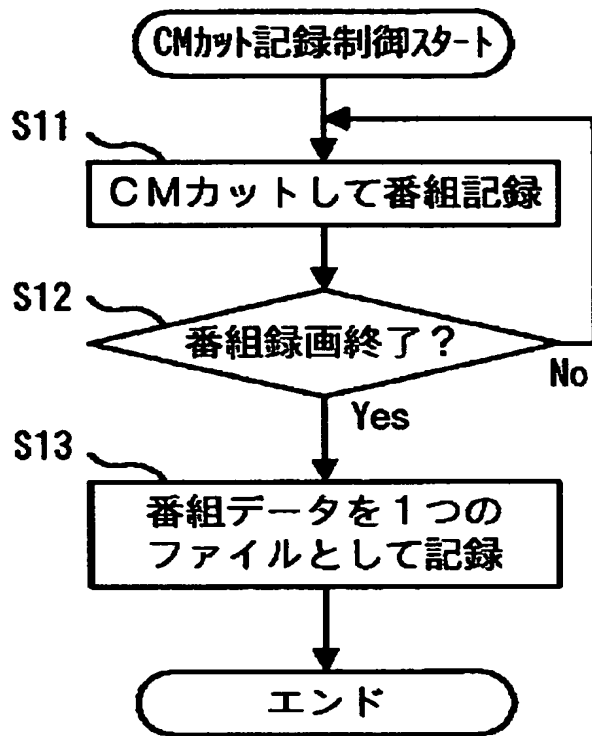 CMカット記録制御スタート
S11
CMカットして番組記録
S12
番組録画終了?
No
Yes
S13
番組データを1つの
ファイルとして記録
エンド